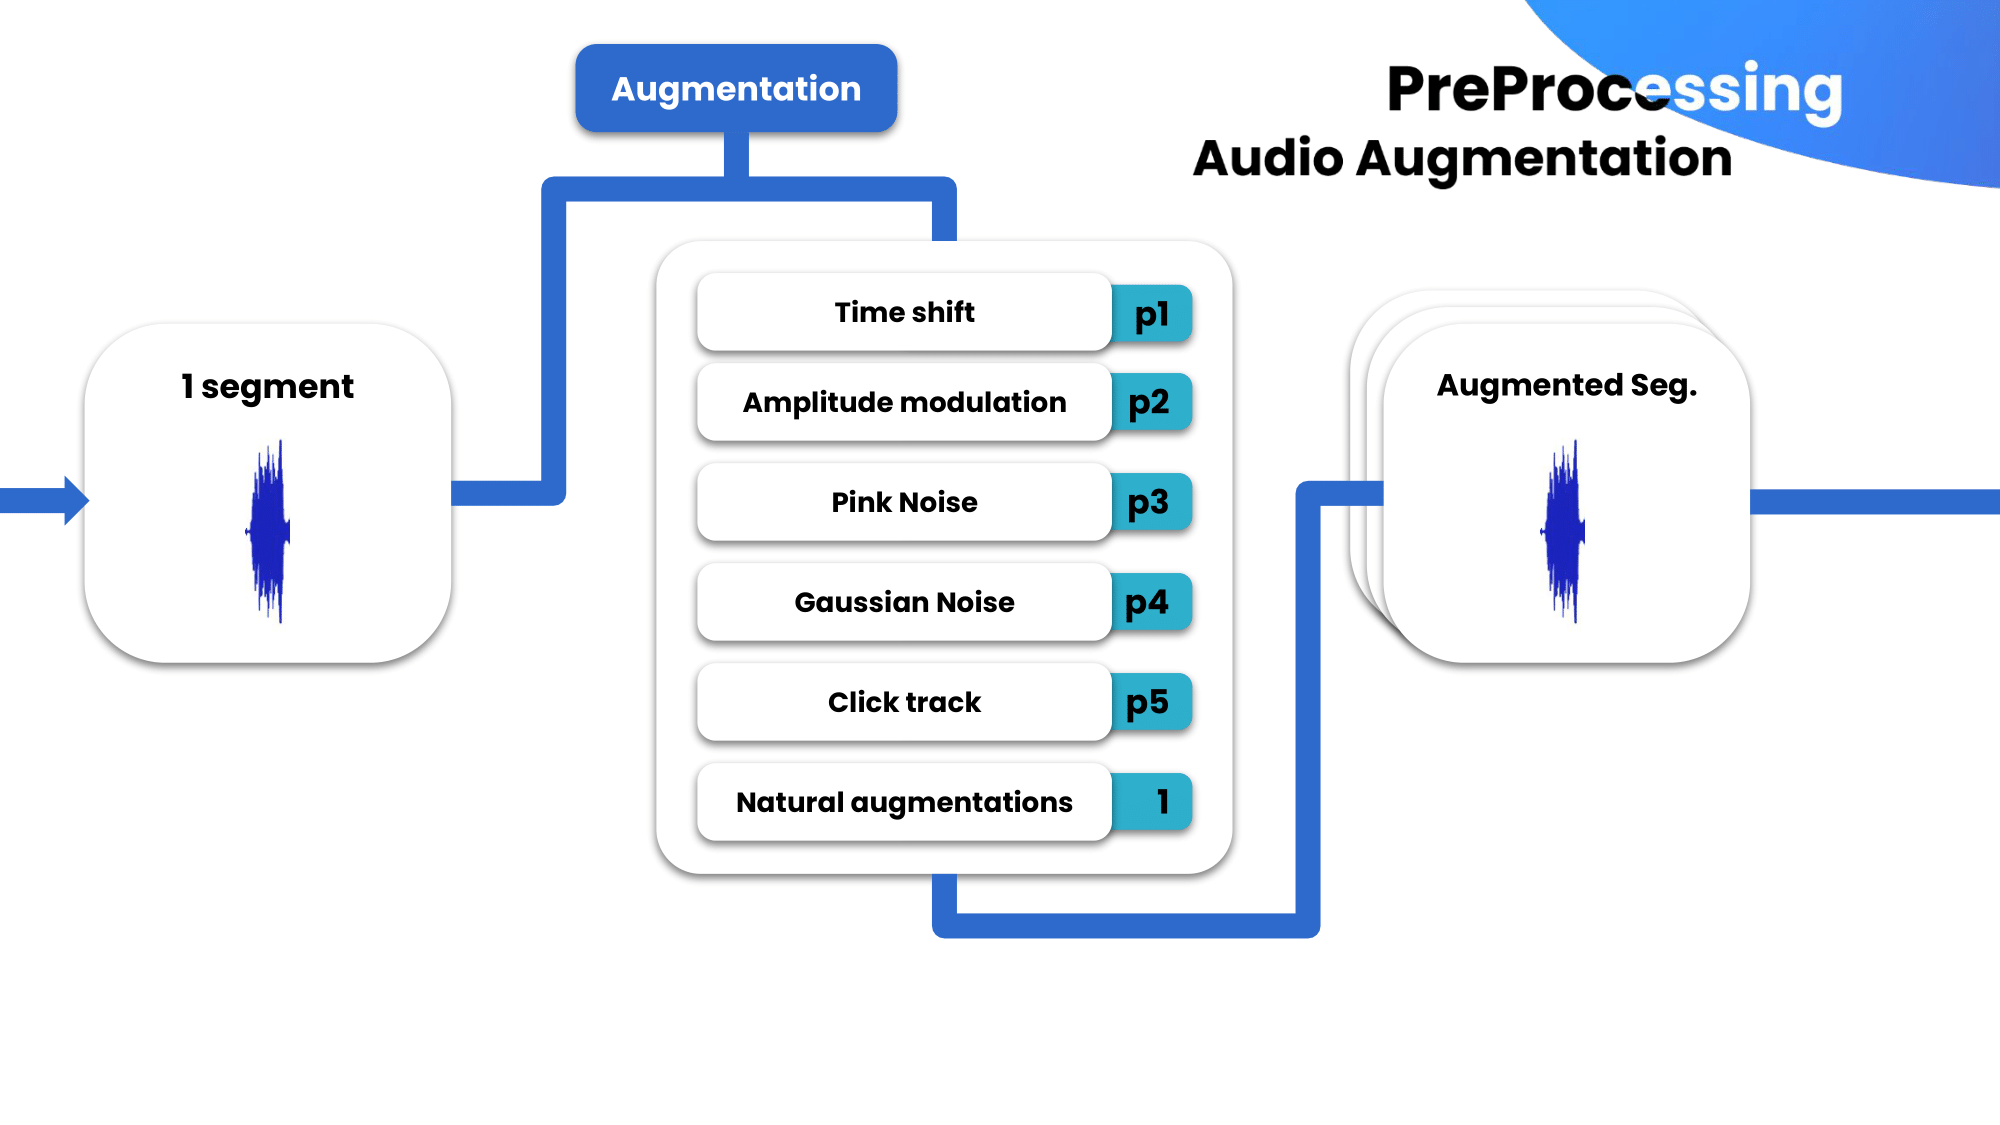 PreProcessing
Audio Augmentation
Augmentation
1 segment
Time shift p1
Amplitude modulation p2
Pink Noise p3
Gaussian Noise p4
Click track p5
Natural augmentations 1
Augmented Seg.